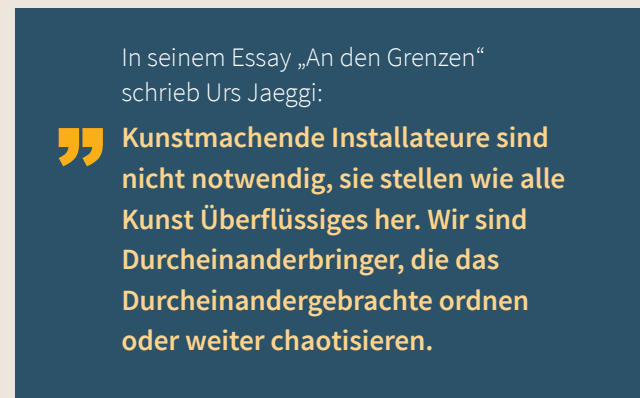 In seinem Essay „An den Grenzen“
schrieb Urs Jaeggi:
Kunstmachende Installateure sind
nicht notwendig, sie stellen wie alle
Kunst Überflüssiges her. Wir sind
Durcheinanderbringer, die das
Durcheinandergebrachte ordnen
oder weiter chaotisieren.